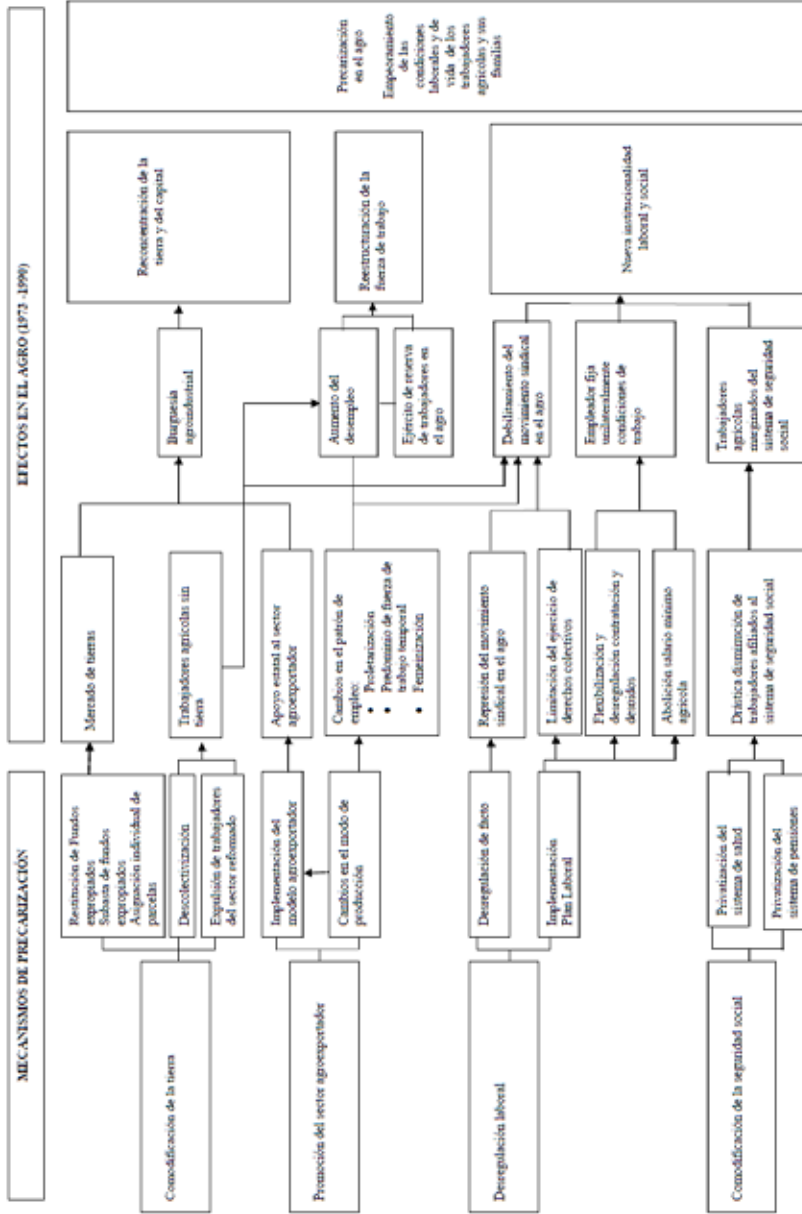 MECANISMOS DE PRECARIZACIÓN
EFECTOS EN EL AGRO (1973 -1990)
Comodificación de la tierra
Restitución de Fundos
expropiados
Subasta de fundos
expropiados
Asignación individual de
parcelas
Descolectivización
Expulsión de trabajadores
del sector reformado
Mercado de tierras
Trabajadores agrícolas sin
tierra
Burguesía
agroindustrial
Reconcentración de la
tierra y del capital
Promoción del sector agroexportador
Implementación del
modelo agroexportador
Cambios en el modo de
producción
Apoyo estatal al sector
agroexportador
Cambios en el patrón de
empleo:
• Proletarización
• Predominio de fuerza de
trabajo temporal
• Femeinización
Aumento del
desempleo
Ejército de reserva
de trabajadores en
el agro
Reestructuración de la
fuerza de trabajo
Desregulación laboral
Desregulación de facto
Implementación
Plan Laboral
Represión del movimiento
sindical en el agro
Limitación del ejercicio de
derechos colectivos
Flexibilización y
desregulación contratación y
despidos
Abolición salario mínimo
agrícola
Debilitamiento del
movimiento sindical
en el agro
Empleador fija
unilateralmente
condiciones de
trabajo
Nueva institucionalidad
laboral y social
Comodificación de la seguridad social
Privatización del
sistema de salud
Privatización del
sistema de pensiones
Drástica disminución de
trabajadores afiliados al
sistema de seguridad social
Trabajadores
agrícolas
marginados del
sistema de seguridad
social
Precarización
en el agro
Empeoramiento
de las
condiciones
laborales y de
vida de los
trabajadores
agrícolas y sus
familias